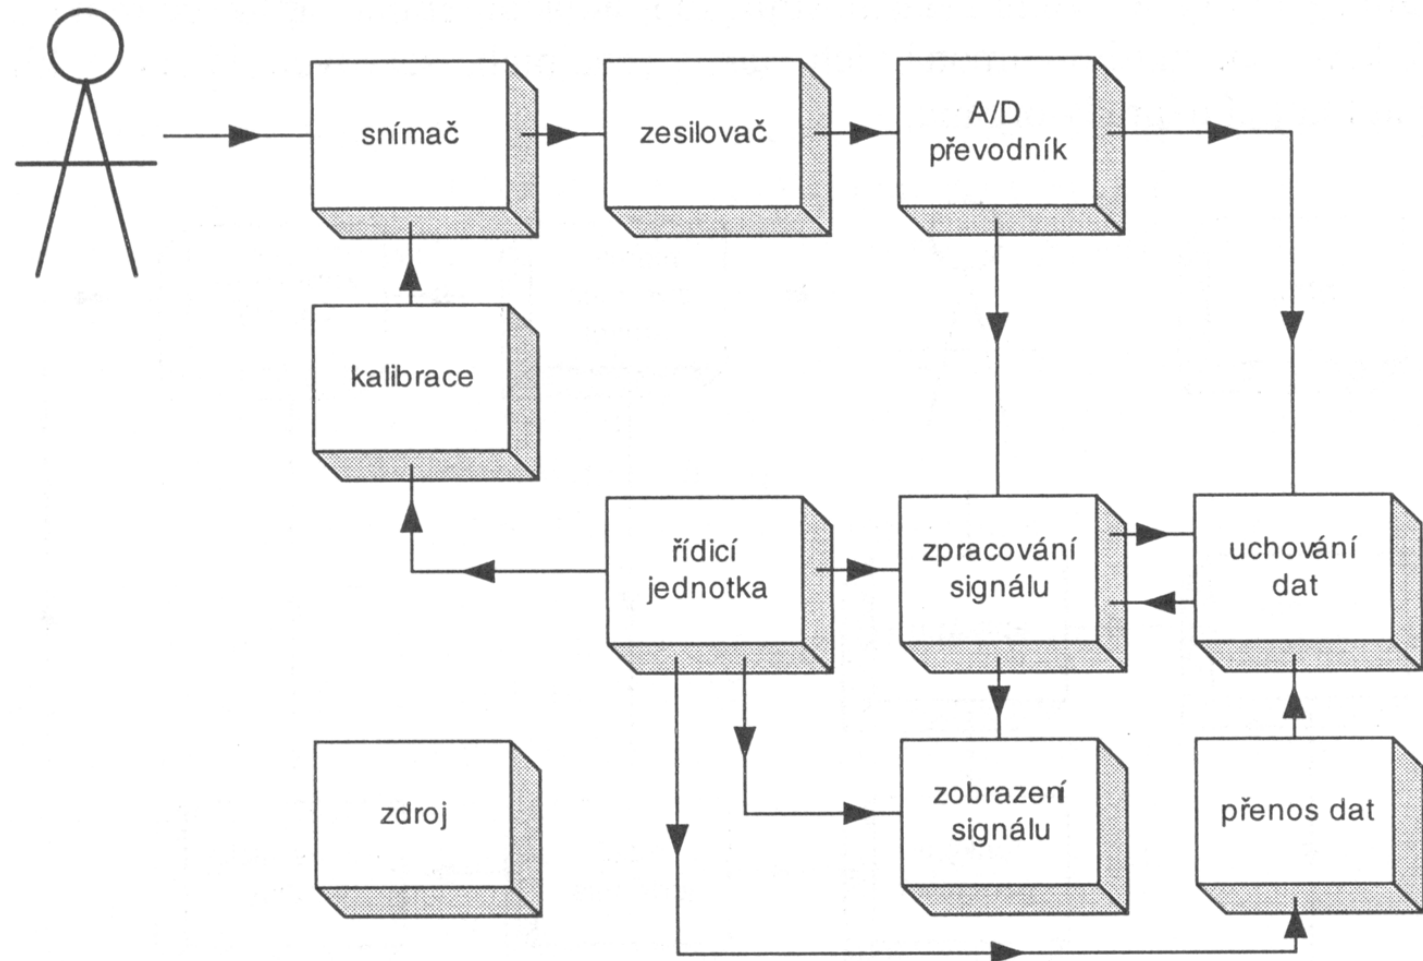 snímač
zesilovač
A/D
převodník
kalibrace
řídicí
jednotka
zpracování
signálu
uchování
dat
zdroj
zobrazení
signálu
přenos dat